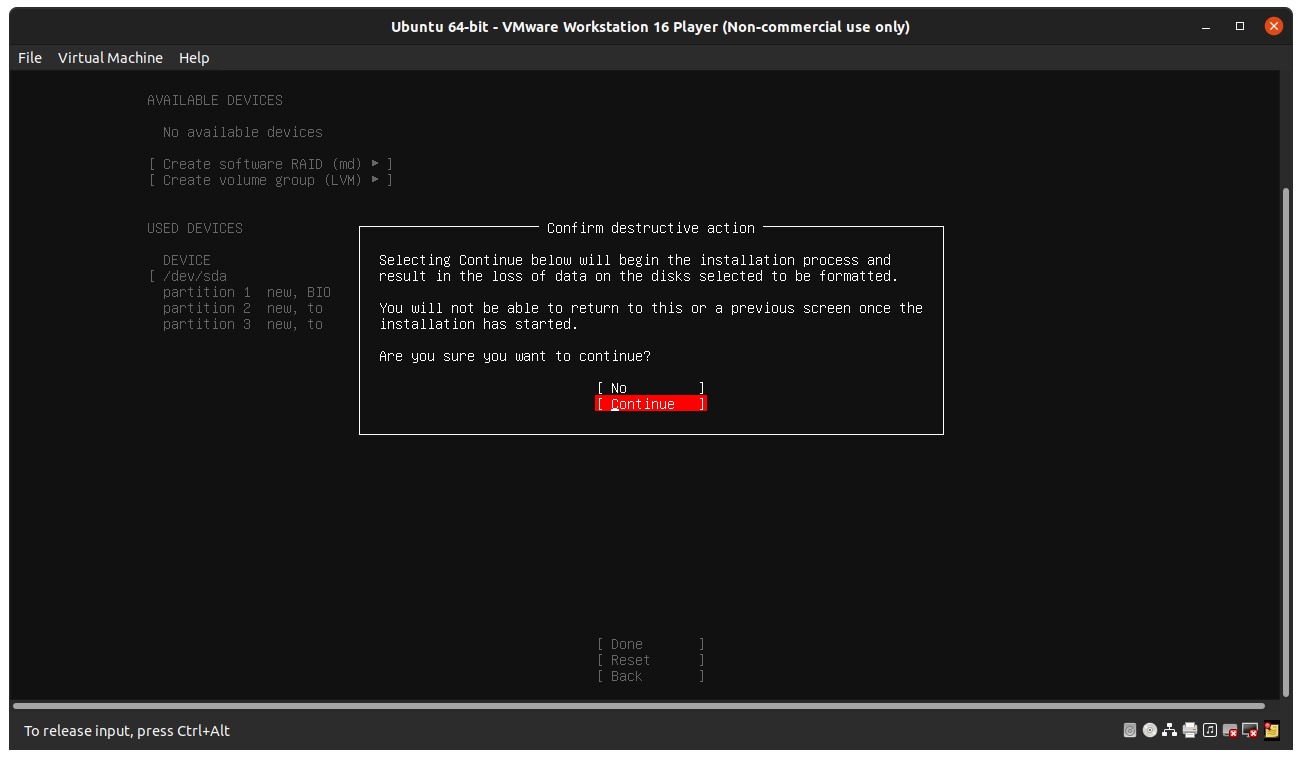 Ubuntu 64-bit - VMware Workstation 16 Player (Non-commercial use only)
File Virtual Machine Help
AVAILABLE DEVICES
No available devices
[ Create software RAID (md) ▸ ]
[ Create volume group (LVM) ▸ ]
USED DEVICES
DEVICE
[ /dev/sda
partition 1 new, BIO
partition 2 new, to
partition 3 new, to
Confirm destructive action
Selecting Continue below will begin the installation process and
result in the loss of data on the disks selected to be formatted.
You will not be able to return to this or a previous screen once the
installation has started.
Are you sure you want to continue?
[ No ]
[ Continue ]
[ Done ]
[ Reset ]
[ Back ]
To release input, press Ctrl+Alt